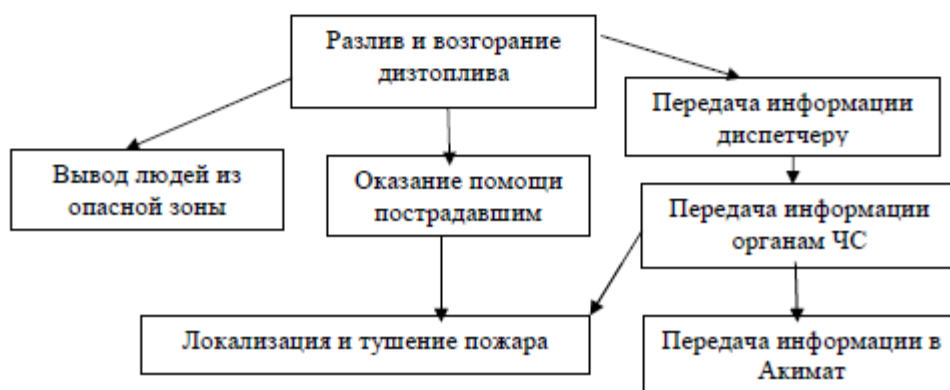 Разлив и возгорание
дизтоплива
Передача информации
диспетчеру
Вывод людей из
опасной зоны
Оказание помощи
пострадавшим
Передача информации
органам ЧС
Локализация и тушение пожара
Передача информации в
Акимат